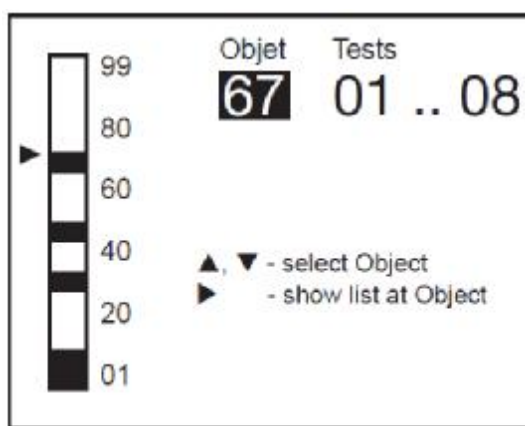 Objet Tests
67 01 .. 08
99
80
60
40
20
01
▲, ▼ - select Object
▶ - show list at Object